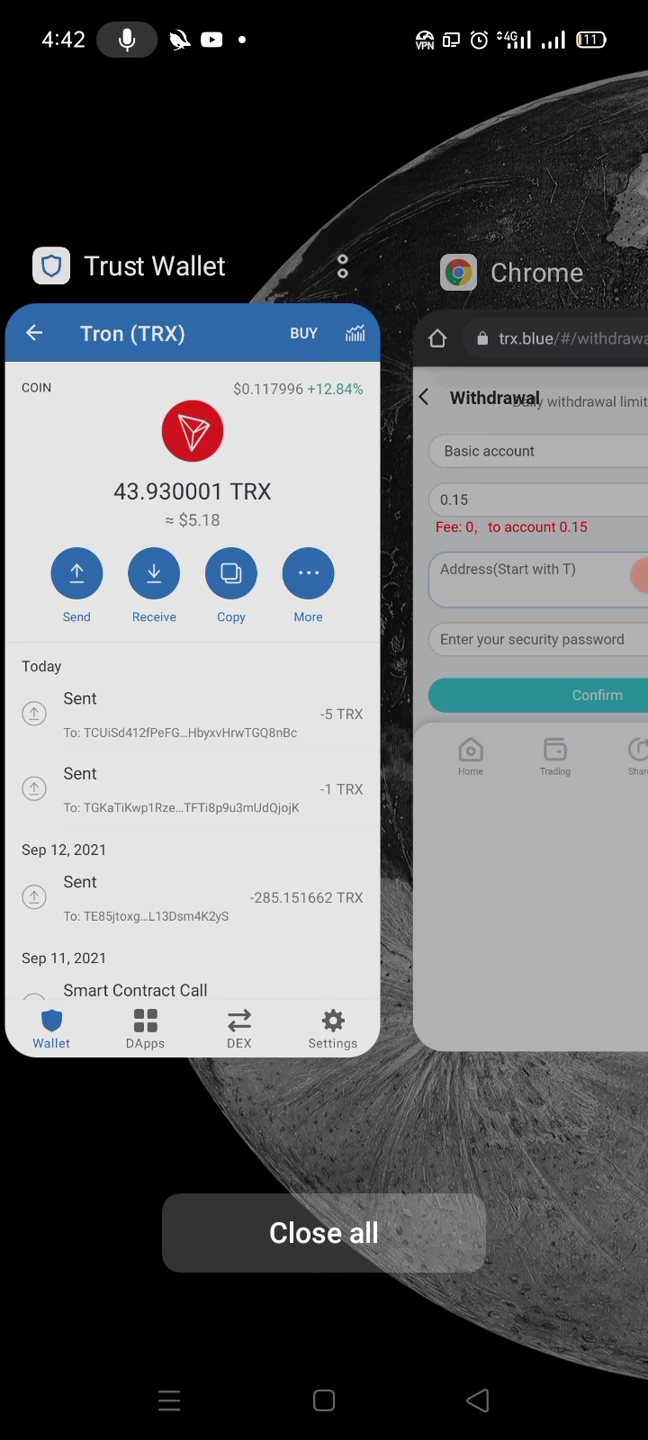 4:42
VPN
4G
11
Trust Wallet
Tron (TRX)
BUY
COIN
$0.117996 +12.84%
43.930001 TRX
≈ $5.18
Send
Receive
Copy
More
Today
Sent
-5 TRX
To: TCUiSd412fPeFG...HbyxvHrwTGQ8nBc
Sent
-1 TRX
To: TGKaTiKwp1Rze...TFTi8p9u3mUdQjojK
Sep 12, 2021
Sent
-285.151662 TRX
To: TE85jtoxg...L13Dsm4K2yS
Sep 11, 2021
Smart Contract Call
Wallet
DApps
DEX
Settings
Chrome
trx.blue/#/withdrawa
Withdrawal
Daily withdrawal limit
Basic account
0.15
Fee: 0, to account 0.15
Address(Start with T)
Enter your security password
Confirm
Home
Trading
Share
Close all